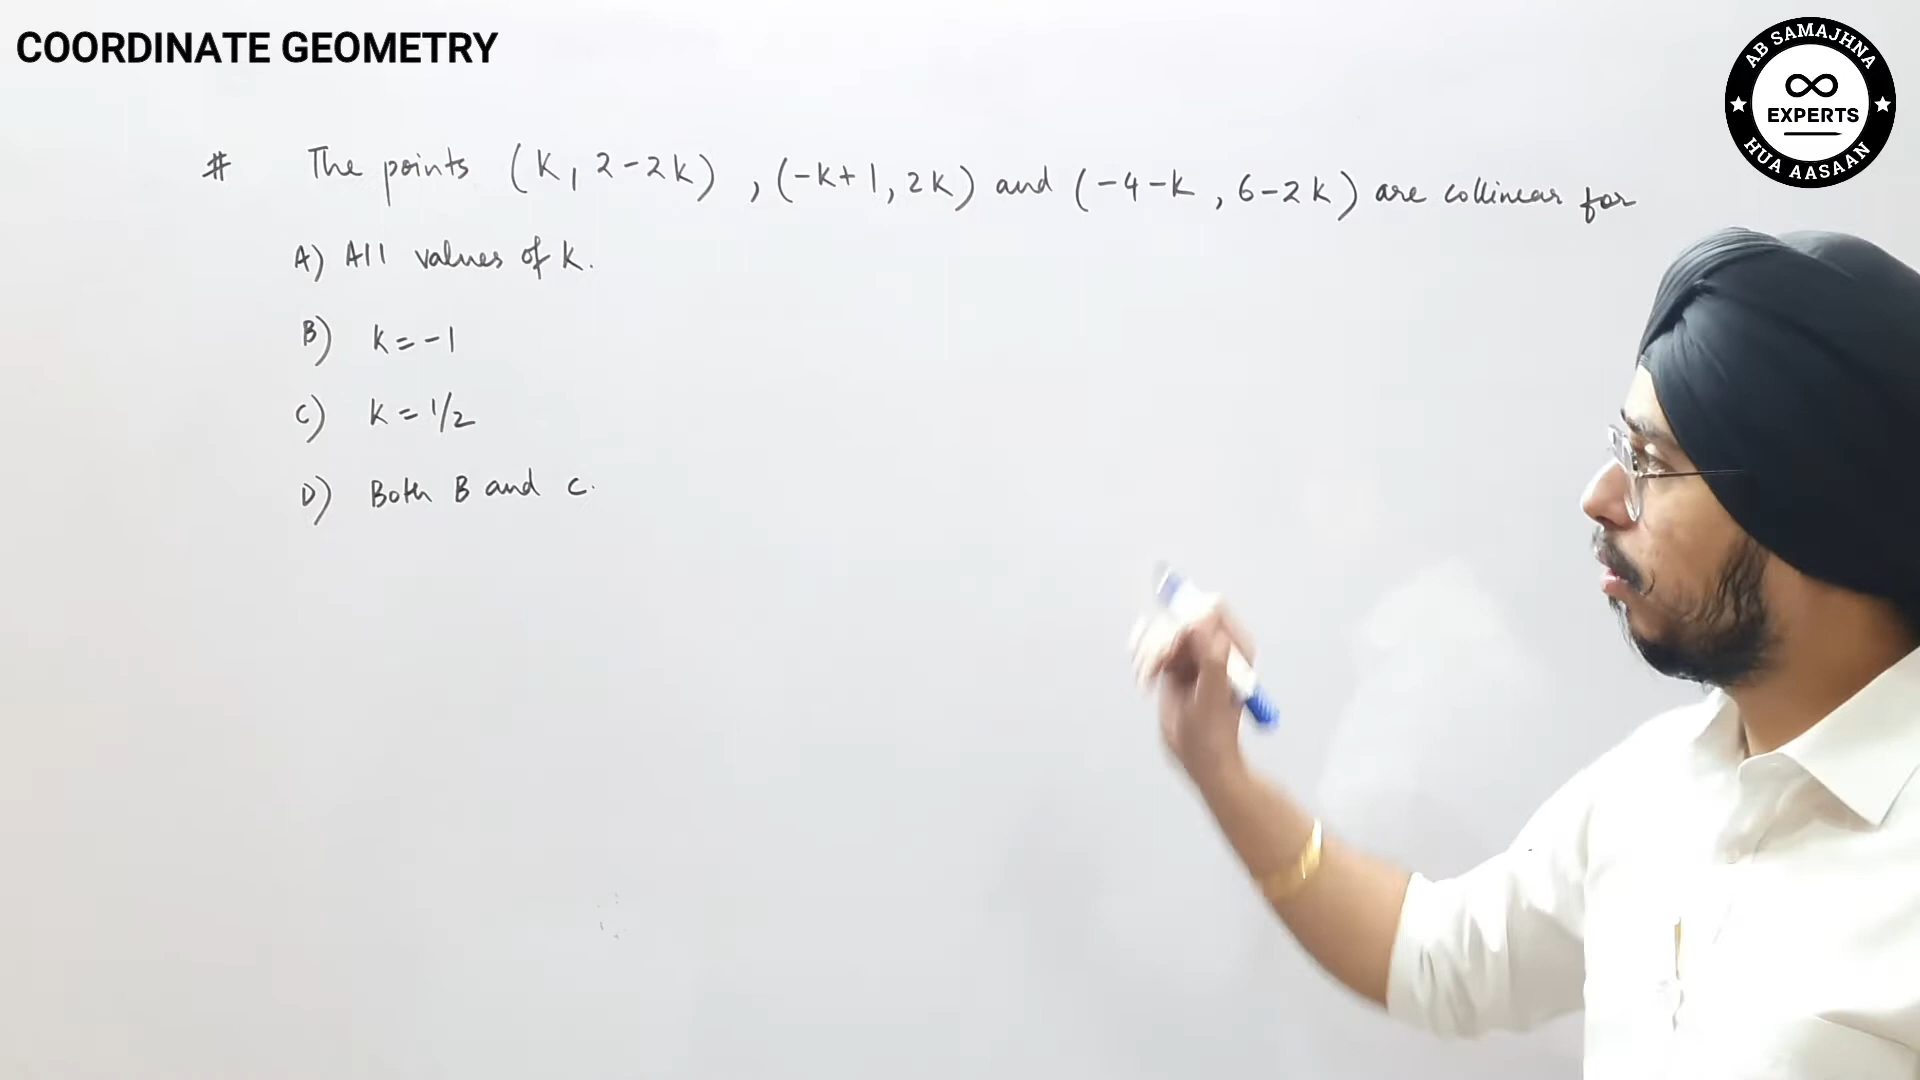 COORDINATE GEOMETRY
AB SAMAJHNA
EXPERTS
HUA AASAAN
# The points (K, 2-2k), (-k+1, 2k) and (-4-k, 6-2k) are collinear for
A) All values of k.
B) k = -1
C) k = 1/2
D) Both B and C.